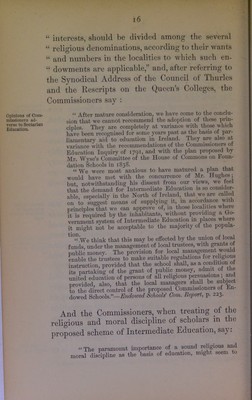 16
“ interests, should be divided among the several
“ religious denominations, according to their wants
“ and numbers in the localities to which such en-
“ dowments are applicable,” and, after referring to
the Synodical Address of the Council of Thurles
and the Rescripts on the Queen's Colleges, the
Commissioners say :
Opinions of Com-
missioners ad-
verse to Sectarian
Education.
“ After mature consideration, we have come to the conclu-
sion that we cannot recommend the adoption of these prin-
ciples. They are completely at variance with those which
have been recognised for some years past as the basis of par-
liamentary aid to education in Ireland. They are also at
variance with the recommendations of the Commissioners of
Education Inquiry of 1791, and with the plan proposed by
Mr. Wyse's Committee of the House of Commons on Foun-
dation Schools in 1838.
“ We were most anxious to have matured a plan that
would have met with the concurrence of Mr. Hughes ;
but, notwithstanding his dissent from our views, we think
that the demand for Intermediate Education is so consider-
able, especially in the South of Ireland, that we are called
on to suggest means of supplying it, in accordance with
principles that we can approve of, in those localities where
it is required by the inhabitants, without providing a Go-
vernment system of Intermediate Education in places where
it might not be acceptable to the majority of the popula-
tion.
“ We think that this may be effected by the union of local
funds, under the management of local trustees, with grants of
public money. The provision for local management would
enable the trustees to make suitable regulations for religious
instruction, provided that the school shall, as a condition of
its partaking of the grant of public money, admit of the
united education of persons of all religious persuasions ; and
provided, also, that the local managers shall be subject
to the direct control of the proposed Commissioners of En-
dowed Schools.”—Endowed Schools' Com. Report, p. 223.
And the Commissioners, when treating of the
religious and moral discipline of scholars in the
proposed scheme of Intermediate Education, say:
“ The paramount importance of a sound religious and
moral discipline as the basis of education, might seem to